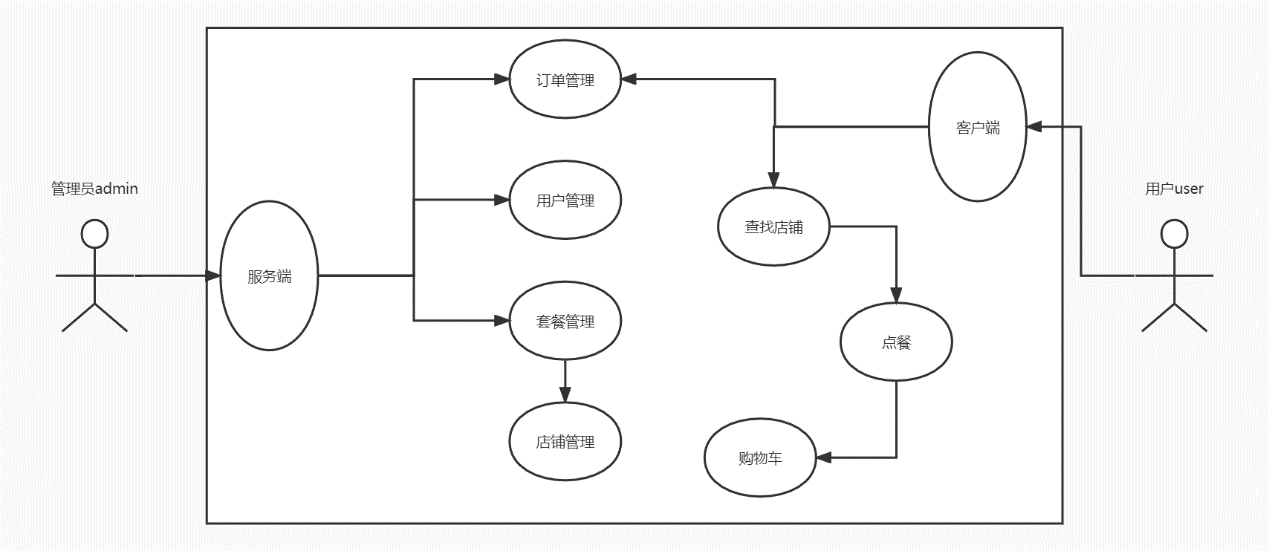 订单管理
客户端
管理员admin
用户user
用户管理
查找店铺
服务端
套餐管理
点餐
店铺管理
购物车